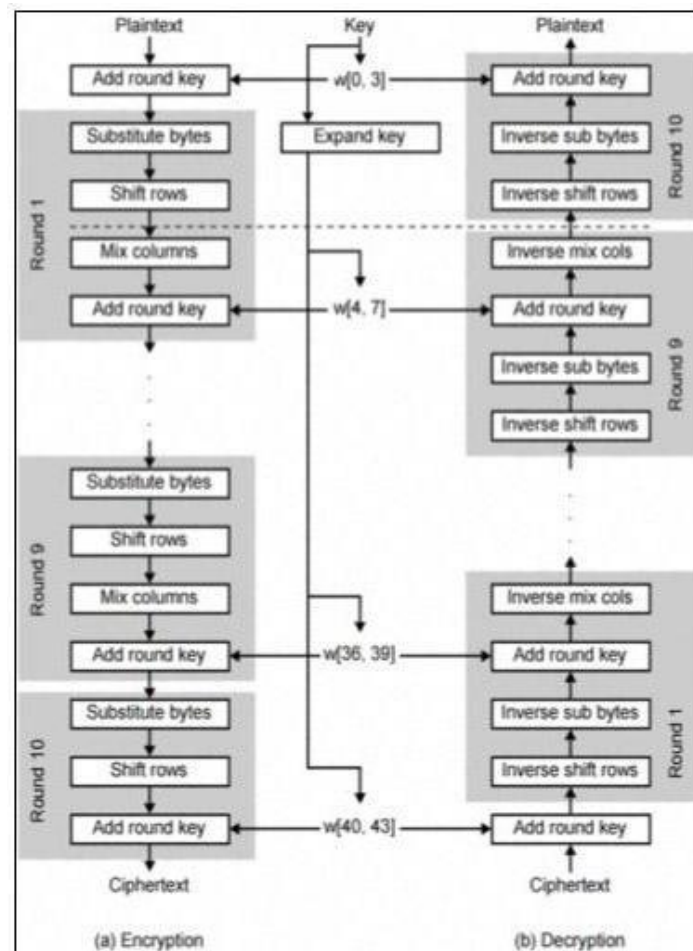 Plaintext
Key
Plaintext
Add round key
w[0, 3]
Add round key
Substitute bytes
Expand key
Inverse sub bytes
Shift rows
Inverse shift rows
Round 1
Round 10
Mix columns
Inverse mix cols
Add round key
w[4, 7]
Add round key
Inverse sub bytes
Inverse shift rows
Round 9
Substitute bytes
Shift rows
Mix columns
Inverse mix cols
Round 9
Add round key
w[36, 39]
Add round key
Substitute bytes
Inverse sub bytes
Shift rows
Inverse shift rows
Round 10
Round 1
Add round key
w[40, 43]
Add round key
Ciphertext
Ciphertext
(a) Encryption
(b) Decryption